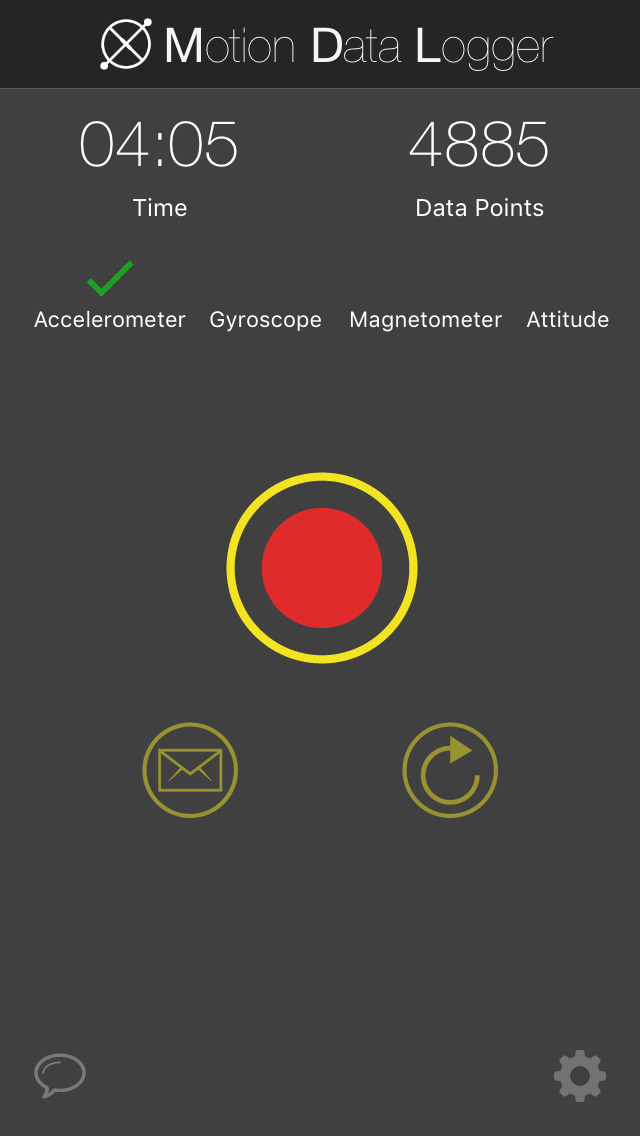 Motion Data Logger
04:05 4885
Time Data Points
Accelerometer Gyroscope Magnetometer Attitude